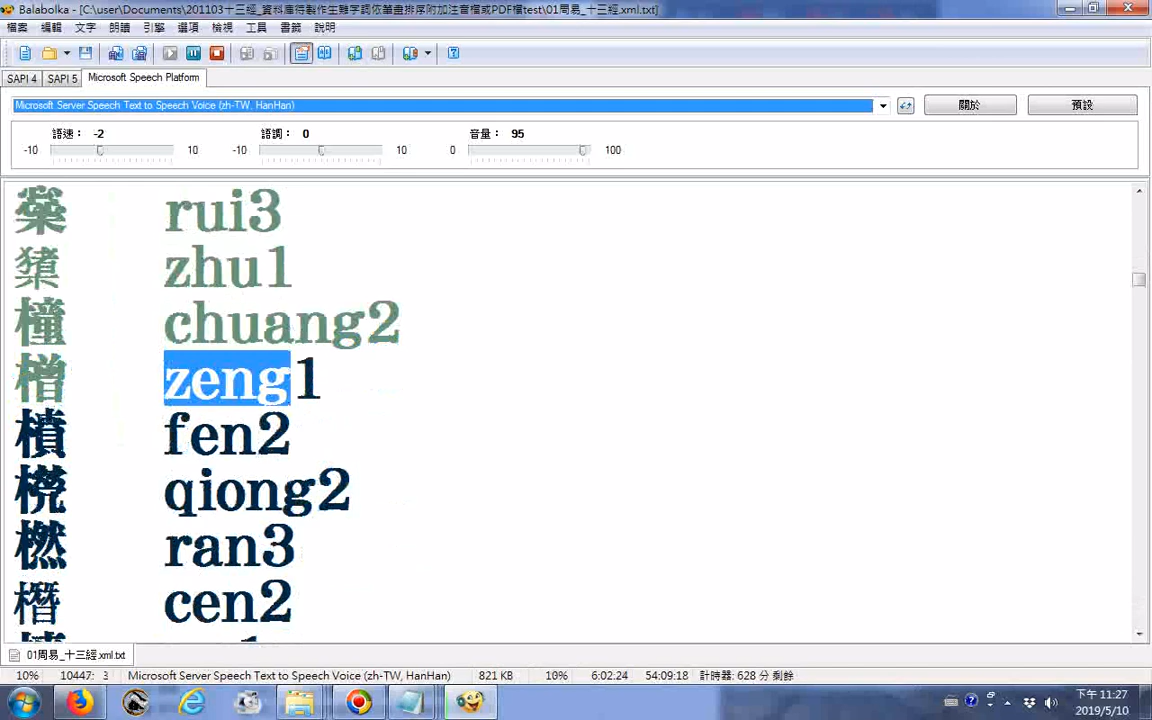 Balabolka - [C:\user\Documents\201103十三經_資料庫待製作生難字詞依筆畫排序附加注音檔或PDF檔test\01周易_十三經.xml.txt]
檔案 編輯 文字 朗讀 引擎 選項 檢視 工具 書籤 說明
SAPI 4 SAPI 5 Microsoft Speech Platform
Microsoft Server Speech Text to Speech Voice (zh-TW, HanHan) 關於 預設
語速： -2 語調： 0 音量： 95
-10 10 -10 10 0 100
橤 rui3
櫫 zhu1
橦 chuang2
橧 zeng1
橨 fen2
橩 qiong2
橪 ran3
橬 cen2
01周易_十三經.xml.txt
10% 10447: 3 Microsoft Server Speech Text to Speech Voice (zh-TW, HanHan) 821 KB 10% 6:02:24 54:09:18 計時器: 628 分 剩餘
下午 11:27
2019/5/10